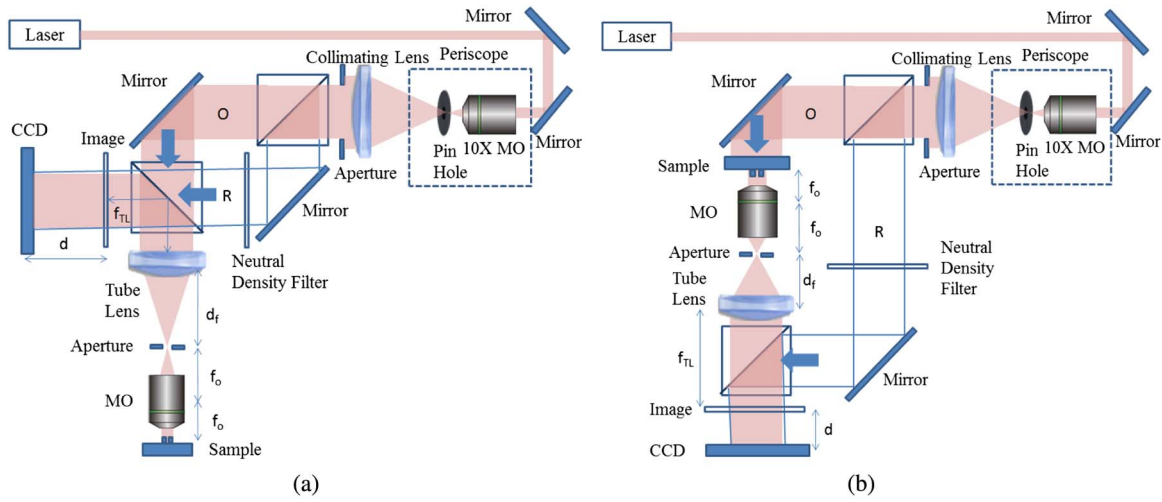 Laser
Mirror
Collimating Lens
Periscope
Mirror
O
CCD
Image
Pin
Hole
10X MO
Mirror
Aperture
R
f_TL
Mirror
d
Neutral
Density Filter
Tube
Lens
d_f
Aperture
f_o
MO
f_o
Sample
(a)
Laser
Mirror
Collimating Lens
Periscope
Mirror
O
Pin
Hole
10X MO
Mirror
Aperture
Sample
f_o
MO
f_o
R
Aperture
d_f
Neutral
Density
Filter
Tube
Lens
f_TL
Mirror
Image
d
CCD
(b)